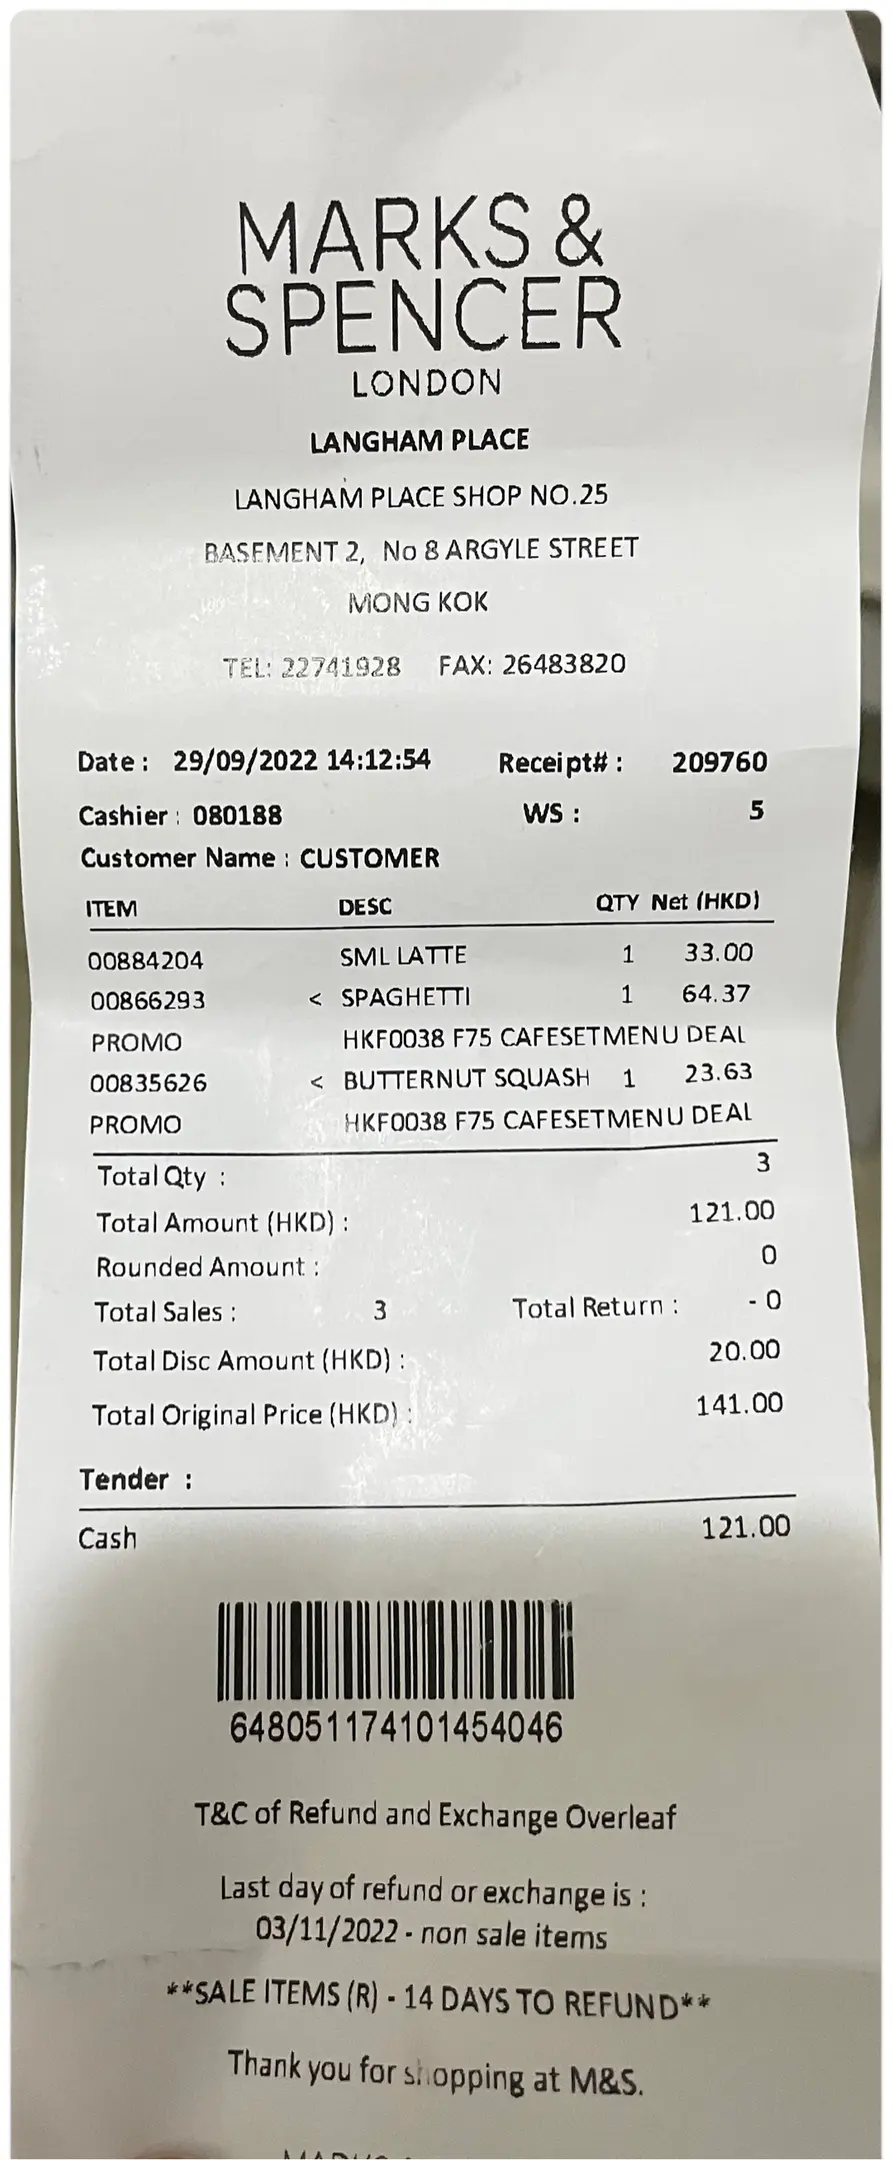 MARKS &
SPENCER
LONDON
LANGHAM PLACE
LANGHAM PLACE SHOP NO.25
BASEMENT 2, No 8 ARGYLE STREET
MONG KOK
TEL: 22741928 FAX: 26483820
Date : 29/09/2022 14:12:54 Receipt# : 209760
Cashier : 080188 WS : 5
Customer Name : CUSTOMER
ITEM DESC QTY Net (HKD)
00884204 SML LATTE 1 33.00
00866293 < SPAGHETTI 1 64.37
PROMO HKF0038 F75 CAFESETMENU DEAL
00835626 < BUTTERNUT SQUASH 1 23.63
PROMO HKF0038 F75 CAFESETMENU DEAL
Total Qty : 3
Total Amount (HKD) : 121.00
Rounded Amount : 0
Total Sales : 3 Total Return : - 0
Total Disc Amount (HKD) : 20.00
Total Original Price (HKD) : 141.00
Tender :
Cash 121.00
648051174101454046
T&C of Refund and Exchange Overleaf
Last day of refund or exchange is :
03/11/2022 - non sale items
**SALE ITEMS (R) - 14 DAYS TO REFUND**
Thank you for shopping at M&S.